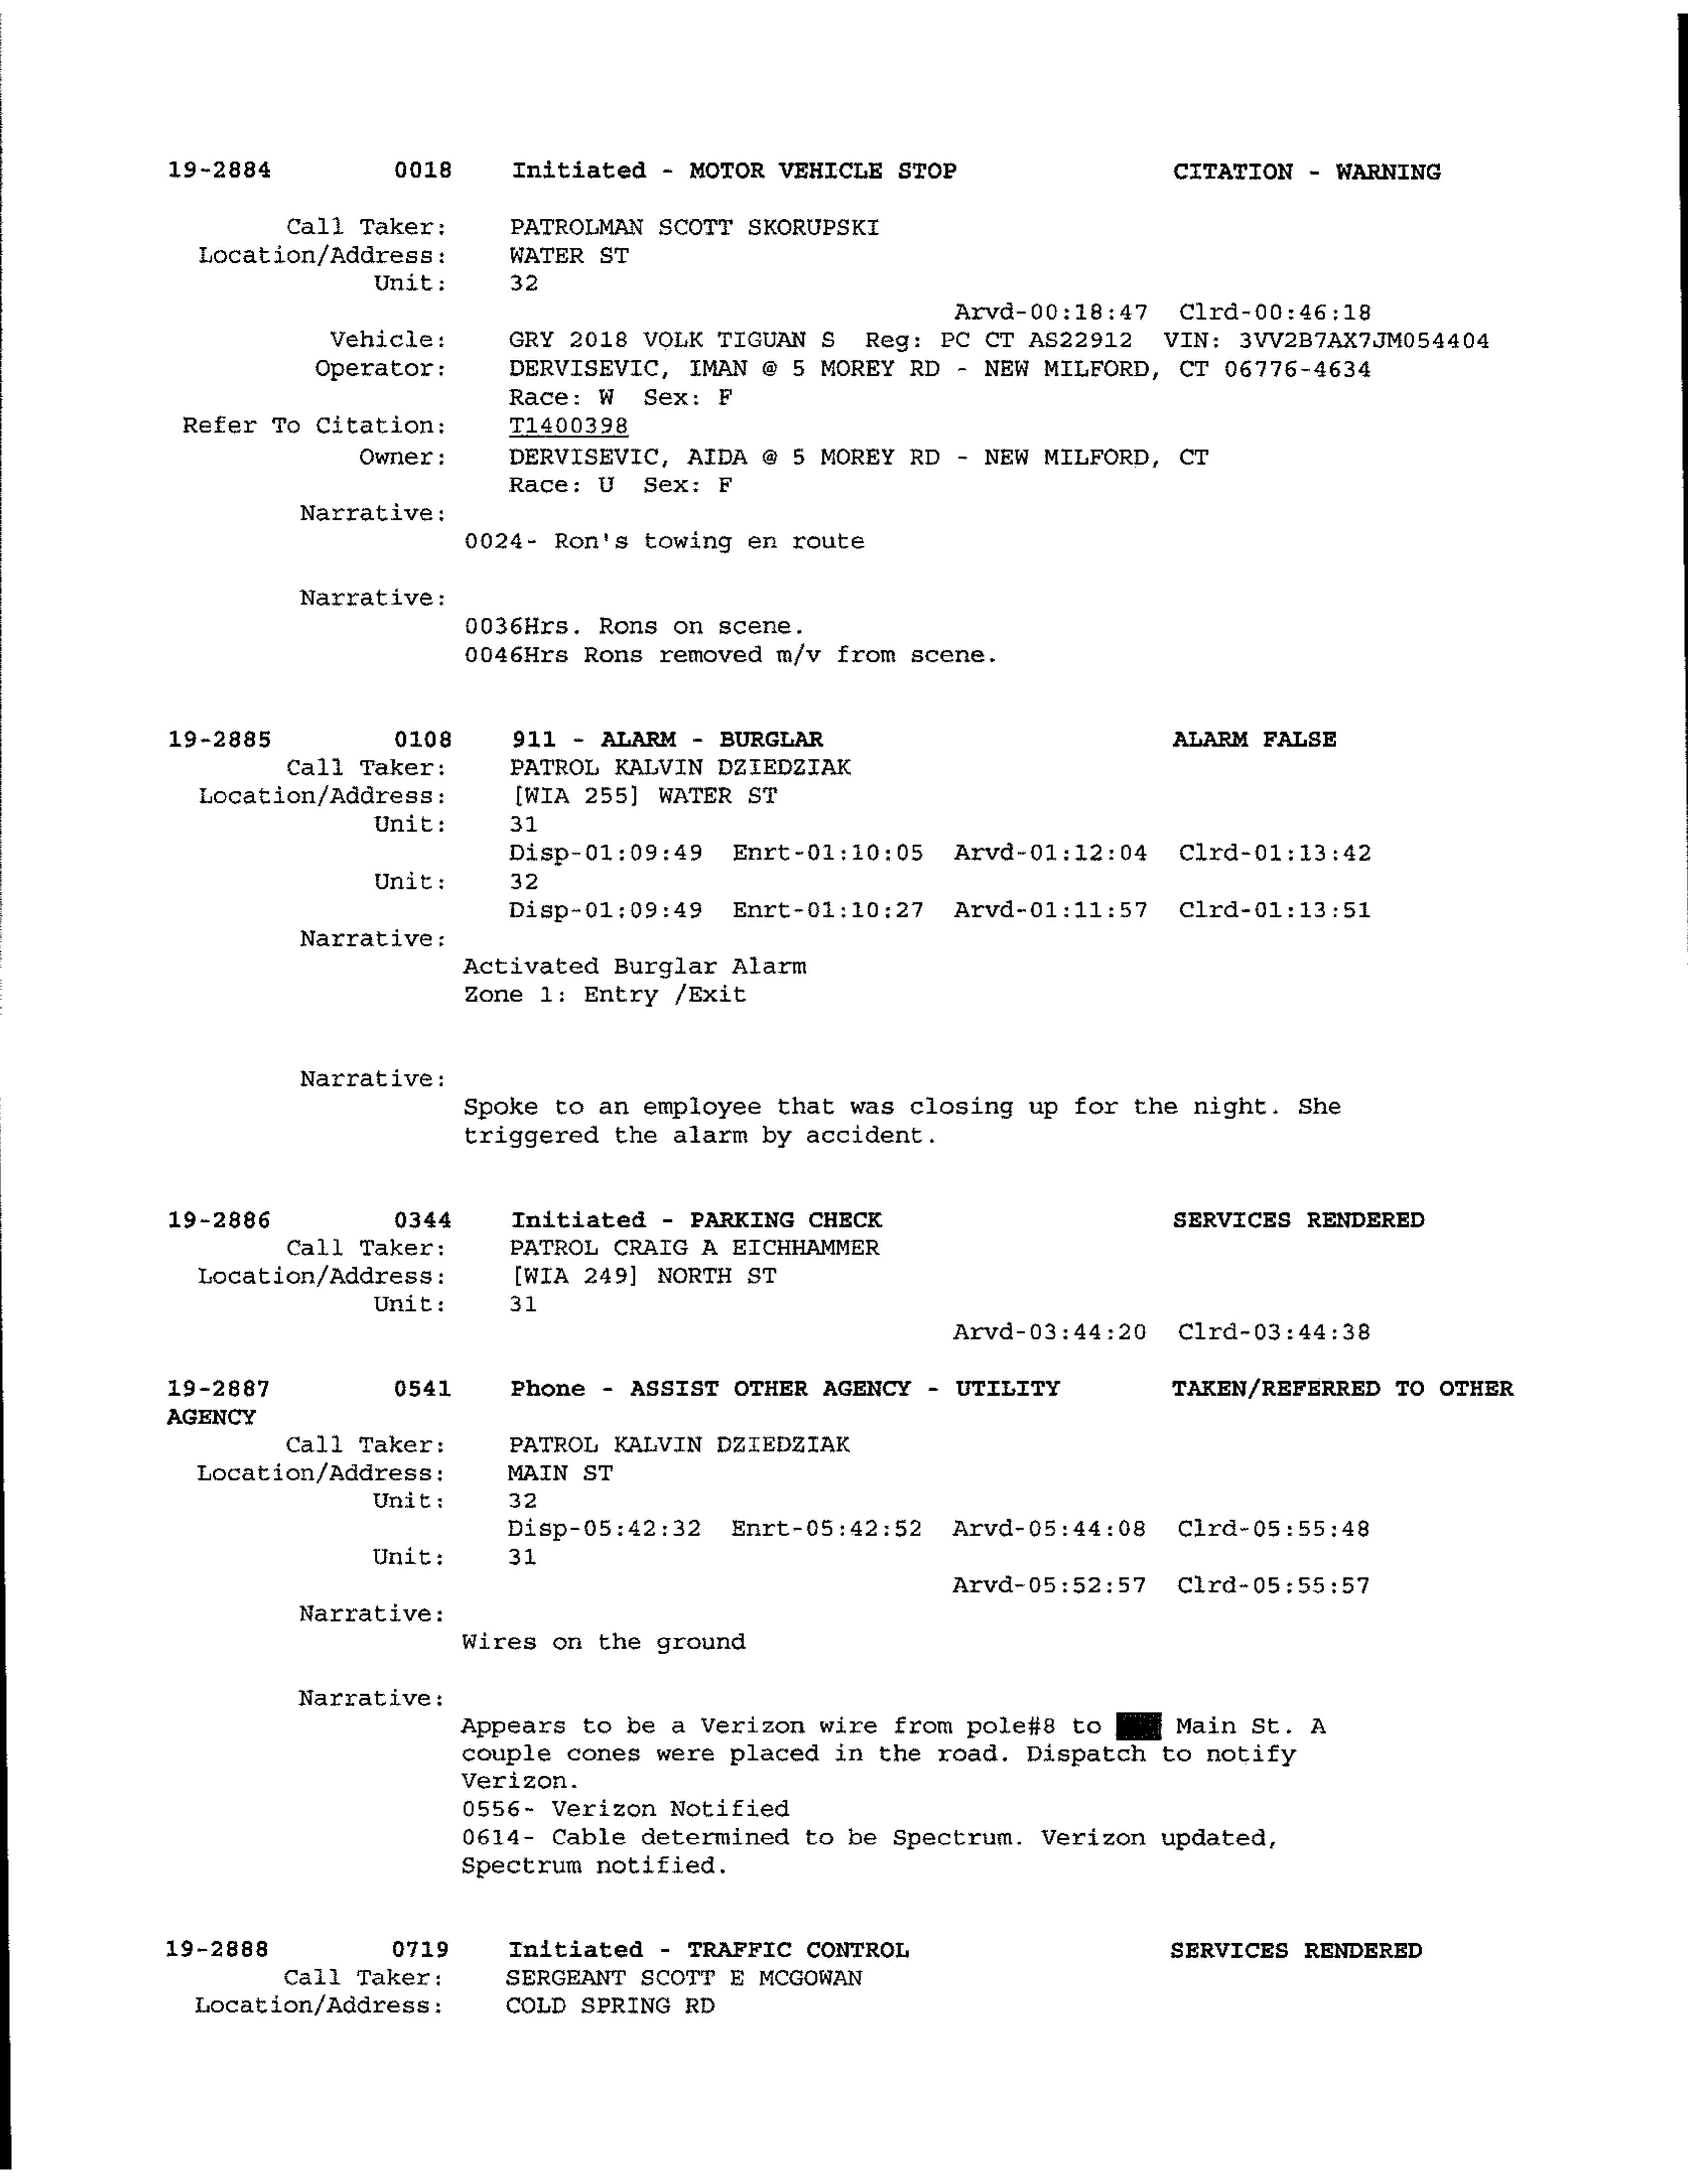 19-2884 0018 Initiated - MOTOR VEHICLE STOP CITATION - WARNING
Call Taker: PATROLMAN SCOTT SKORUPSKI
Location/Address: WATER ST
Unit: 32
Arvd-00:18:47 Clrd-00:46:18
Vehicle: GRY 2018 VOLK TIGUAN S Reg: PC CT AS22912 VIN: 3VV2B7AX7JM054404
Operator: DERVISEVIC, IMAN @ 5 MOREY RD - NEW MILFORD, CT 06776-4634
Race: W Sex: F
Refer To Citation: T1400398
Owner: DERVISEVIC, AIDA @ 5 MOREY RD - NEW MILFORD, CT
Race: U Sex: F
Narrative:
0024- Ron's towing en route
Narrative:
0036Hrs. Rons on scene.
0046Hrs Rons removed m/v from scene.
19-2885 0108 911 - ALARM - BURGLAR ALARM FALSE
Call Taker: PATROL KALVIN DZIEDZIAK
Location/Address: [WIA 255] WATER ST
Unit: 31
Disp-01:09:49 Enrt-01:10:05 Arvd-01:12:04 Clrd-01:13:42
Unit: 32
Disp-01:09:49 Enrt-01:10:27 Arvd-01:11:57 Clrd-01:13:51
Narrative:
Activated Burglar Alarm
Zone 1: Entry /Exit
Narrative:
Spoke to an employee that was closing up for the night. She
triggered the alarm by accident.
19-2886 0344 Initiated - PARKING CHECK SERVICES RENDERED
Call Taker: PATROL CRAIG A EICHHAMMER
Location/Address: [WIA 249] NORTH ST
Unit: 31
Arvd-03:44:20 Clrd-03:44:38
19-2887 0541 Phone - ASSIST OTHER AGENCY - UTILITY TAKEN/REFERRED TO OTHER
AGENCY
Call Taker: PATROL KALVIN DZIEDZIAK
Location/Address: MAIN ST
Unit: 32
Disp-05:42:32 Enrt-05:42:52 Arvd-05:44:08 Clrd-05:55:48
Unit: 31
Arvd-05:52:57 Clrd-05:55:57
Narrative:
Wires on the ground
Narrative:
Appears to be a Verizon wire from pole#8 to Main St. A
couple cones were placed in the road. Dispatch to notify
Verizon.
0556- Verizon Notified
0614- Cable determined to be Spectrum. Verizon updated,
Spectrum notified.
19-2888 0719 Initiated - TRAFFIC CONTROL SERVICES RENDERED
Call Taker: SERGEANT SCOTT E MCGOWAN
Location/Address: COLD SPRING RD